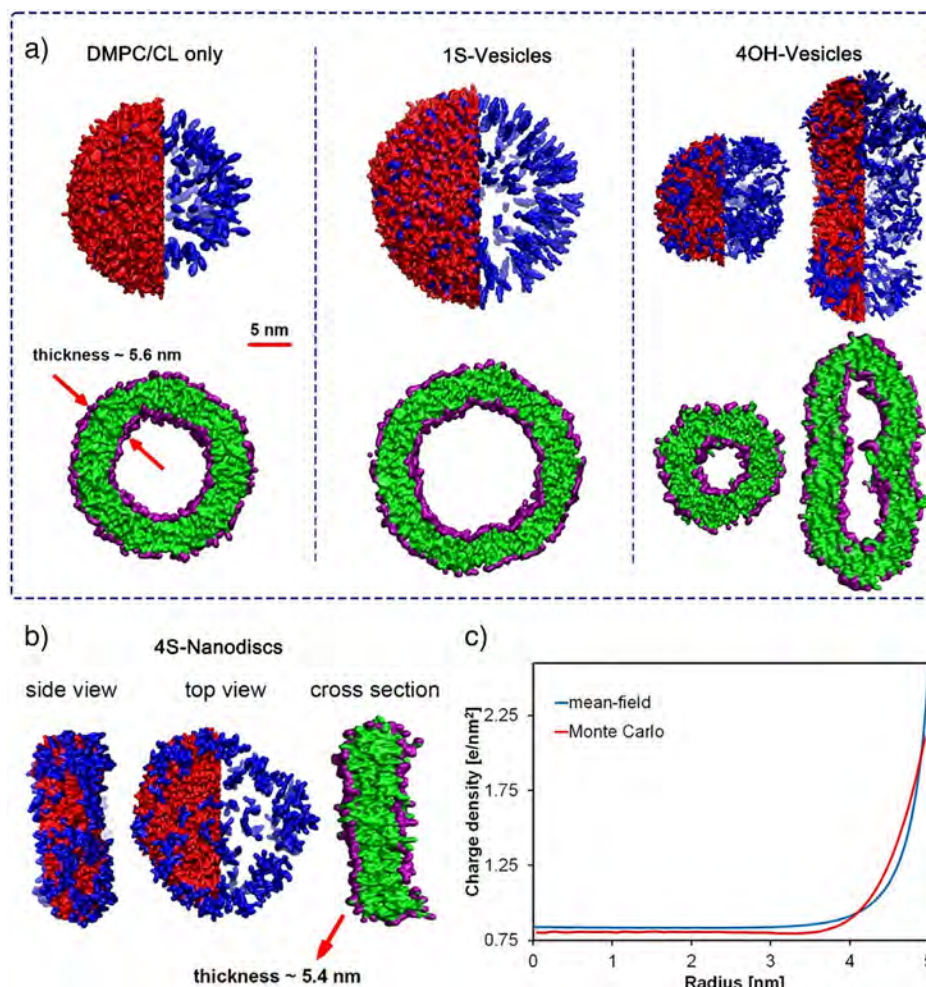 a)
DMPC/CL only
1S-Vesicles
4OH-Vesicles
5 nm
thickness ~ 5.6 nm
b)
4S-Nanodiscs
side view
top view
cross section
thickness ~ 5.4 nm
c)
Charge density [e/nm²]
2.25
1.75
1.25
0.75
mean-field
Monte Carlo
0
1
2
3
4
5
Radius [nm]